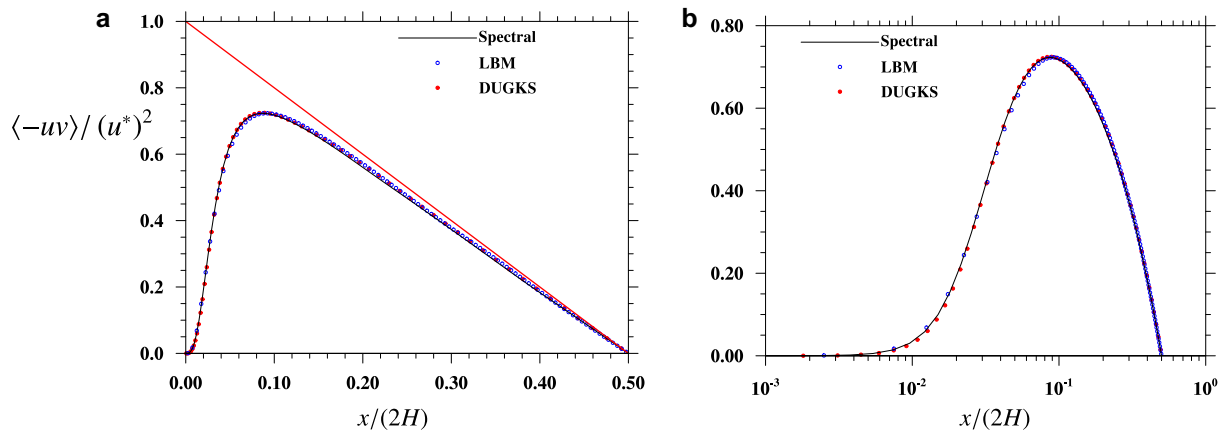 a
Spectral
LBM
DUGKS
⟨−uv⟩/(u*)²
1.0
0.8
0.6
0.4
0.2
0.0
0.00 0.10 0.20 0.30 0.40 0.50
x/(2H)
b
Spectral
LBM
DUGKS
0.80
0.60
0.40
0.20
0.00
10⁻³ 10⁻² 10⁻¹ 10⁰
x/(2H)